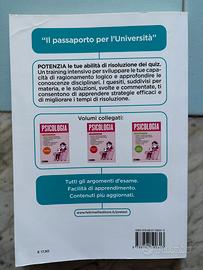 “Il passaporto per l'Università”
POTENZIA le tue abilità di risoluzione dei quiz.
Un training intensivo per sviluppare le tue capa-
cità di ragionamento logico e approfondire le
conoscenze disciplinari. I quesiti, suddivisi per
materia, e le soluzioni, svolte e commentate, ti
consentono di apprendere strategie efficaci e
di migliorare i tempi di risoluzione.
Volumi collegati:
PSICOLOGIA
PSICOLOGIA
PSICOLOGIA
Tutti gli argomenti d'esame.
Facilità di apprendimento.
Contenuti più aggiornati.
€ 17,90